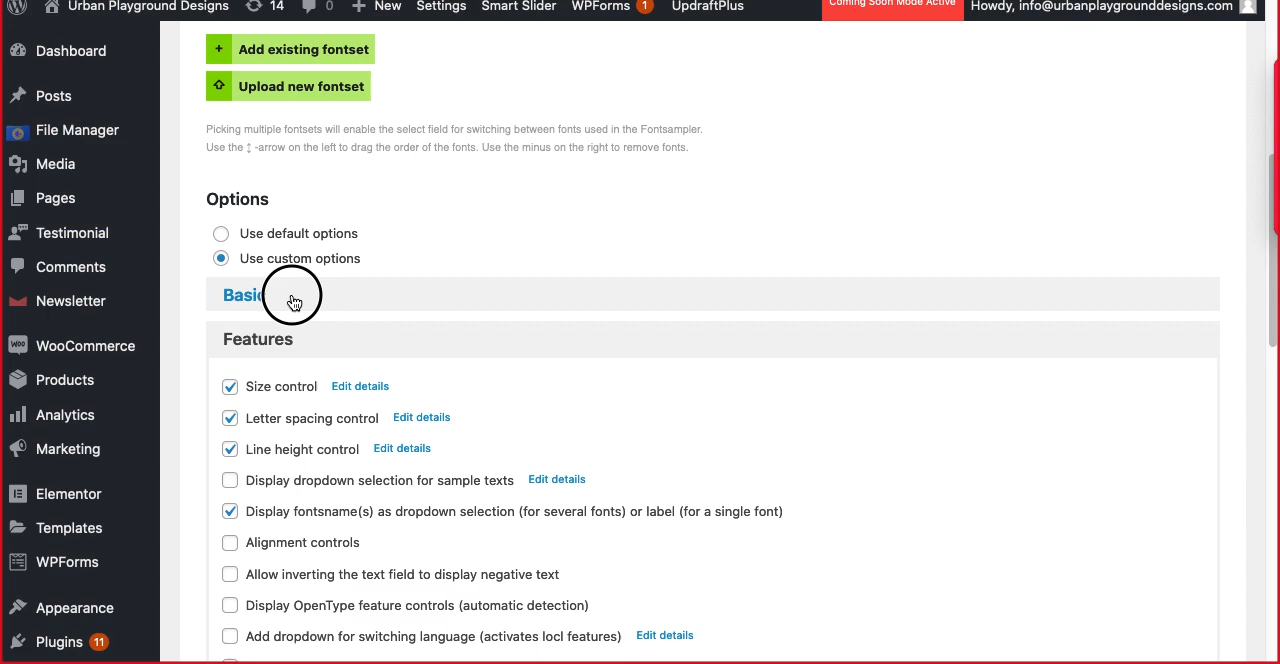 Urban Playground Designs 14 0 New Settings Smart Slider WPForms 1 UpdraftPlus Coming Soon Mode Active Howdy, info@urbanplaygrounddesigns.com
Dashboard
Posts
File Manager
Media
Pages
Testimonial
Comments
Newsletter
WooCommerce
Products
Analytics
Marketing
Elementor
Templates
WPForms
Appearance
Plugins 11
+ Add existing fontset
Upload new fontset
Picking multiple fontsets will enable the select field for switching between fonts used in the Fontsampler.
Use the ↕ -arrow on the left to drag the order of the fonts. Use the minus on the right to remove fonts.
Options
Use default options
Use custom options
Basic
Features
Size control Edit details
Letter spacing control Edit details
Line height control Edit details
Display dropdown selection for sample texts Edit details
Display fontsname(s) as dropdown selection (for several fonts) or label (for a single font)
Alignment controls
Allow inverting the text field to display negative text
Display OpenType feature controls (automatic detection)
Add dropdown for switching language (activates locl features) Edit details